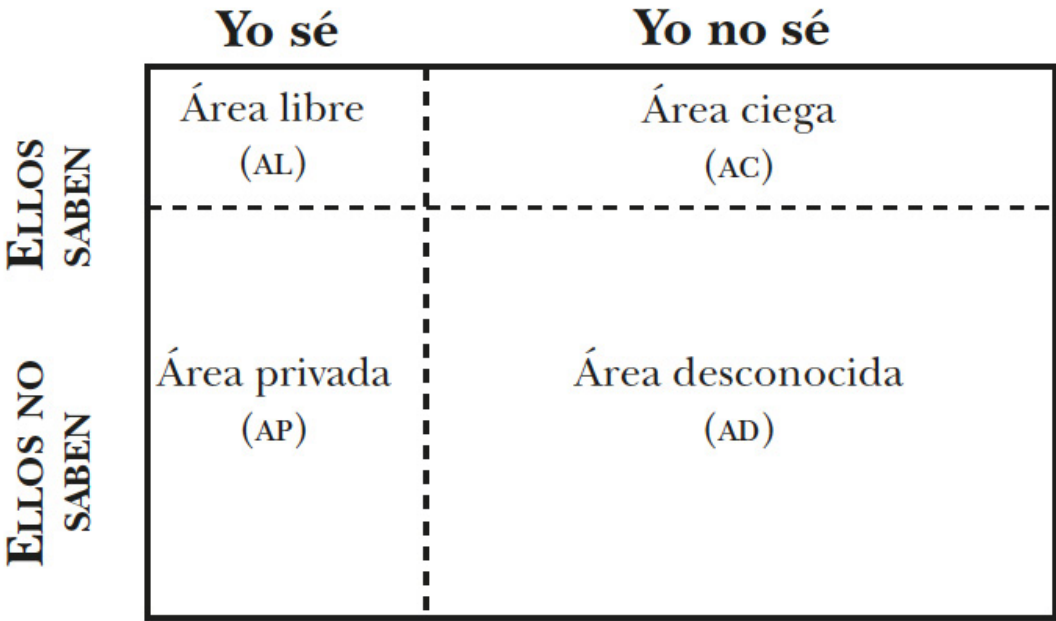 Yo sé
Yo no sé
ELLOS
SABEN
Área libre
(AL)
Área ciega
(AC)
ELLOS NO
SABEN
Área privada
(AP)
Área desconocida
(AD)